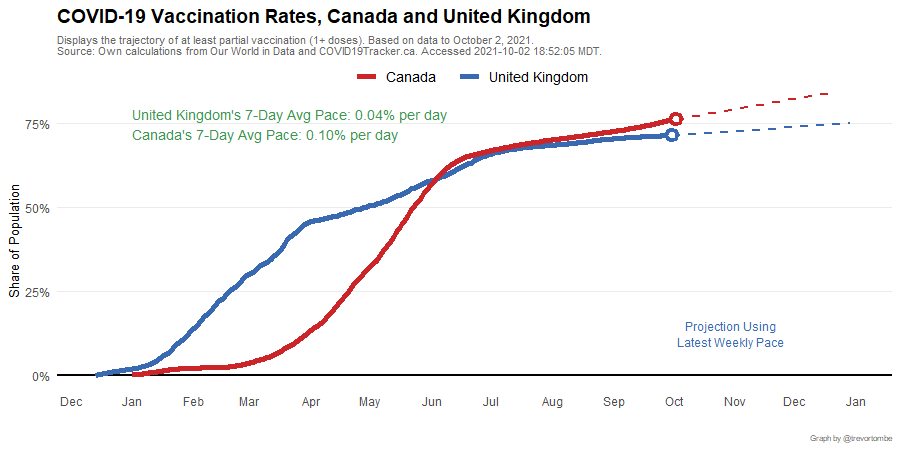 COVID-19 Vaccination Rates, Canada and United Kingdom
Displays the trajectory of at least partial vaccination (1+ doses). Based on data to October 2, 2021.
Source: Own calculations from Our World in Data and COVID19Tracker.ca. Accessed 2021-10-02 18:52:05 MDT.
Canada United Kingdom
United Kingdom's 7-Day Avg Pace: 0.04% per day
Canada's 7-Day Avg Pace: 0.10% per day
75%
50%
25%
0%
Share of Population
Projection Using
Latest Weekly Pace
Dec Jan Feb Mar Apr May Jun Jul Aug Sep Oct Nov Dec Jan
Graph by @trevortombe